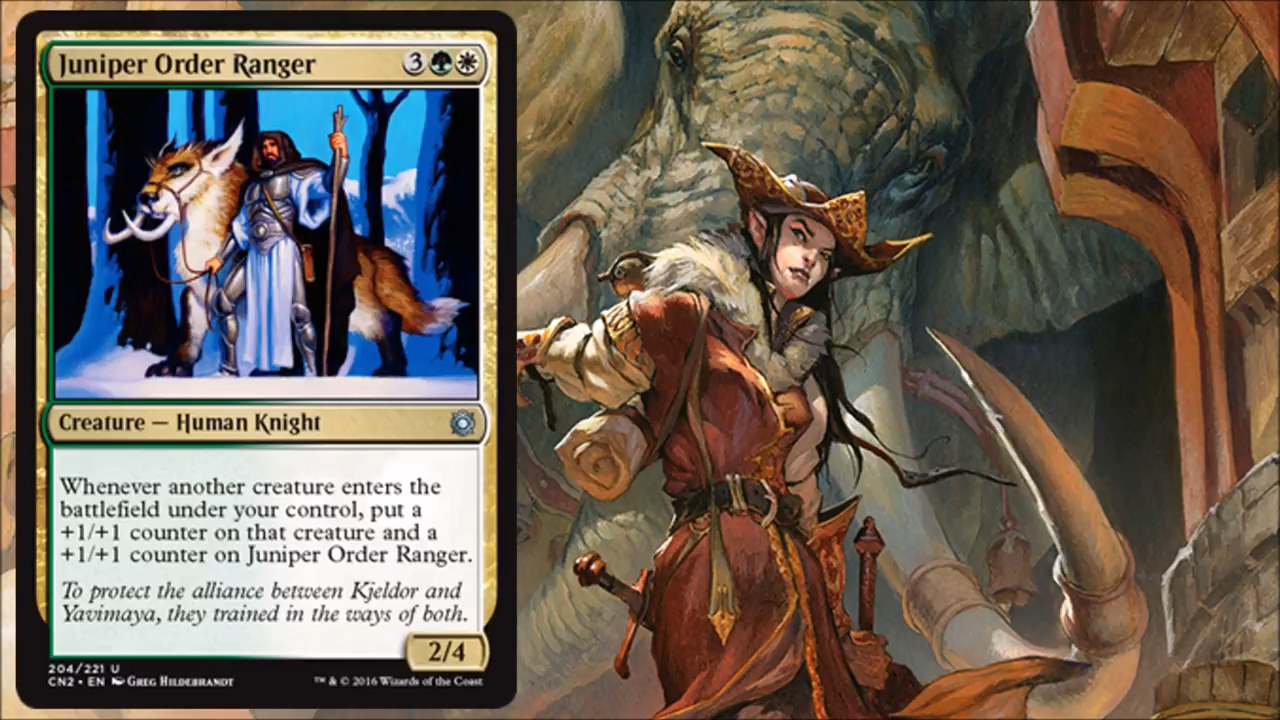 Juniper Order Ranger 3
Creature — Human Knight
Whenever another creature enters the
battlefield under your control, put a
+1/+1 counter on that creature and a
+1/+1 counter on Juniper Order Ranger.
To protect the alliance between Kjeldor and
Yavimaya, they trained in the ways of both.
2/4
204/221 U
CN2 • EN Greg Hildebrandt
™ & © 2016 Wizards of the Coast